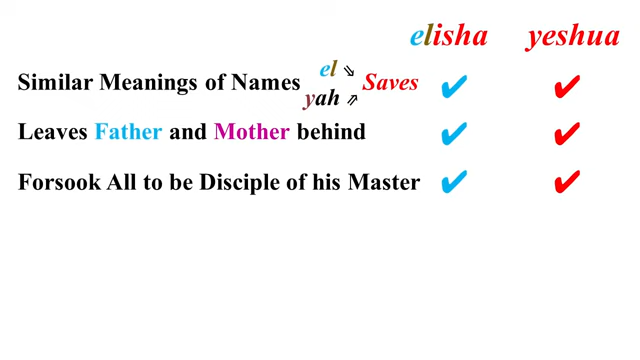 elisha yeshua
Similar Meanings of Names el ⇘ Saves ✔ ✔
yah ⇗
Leaves Father and Mother behind ✔ ✔
Forsook All to be Disciple of his Master ✔ ✔